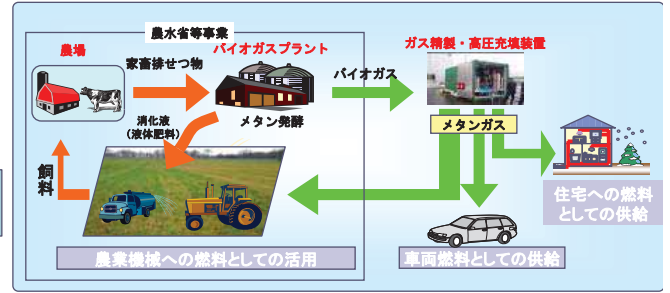 農水省等事業
農場
バイオガスプラント
ガス精製・高圧充填装置
家畜排せつ物
バイオガス
消化液
(液体肥料)
メタン発酵
メタンガス
飼料
住宅への燃料
としての供給
農業機械への燃料としての活用
車両燃料としての供給